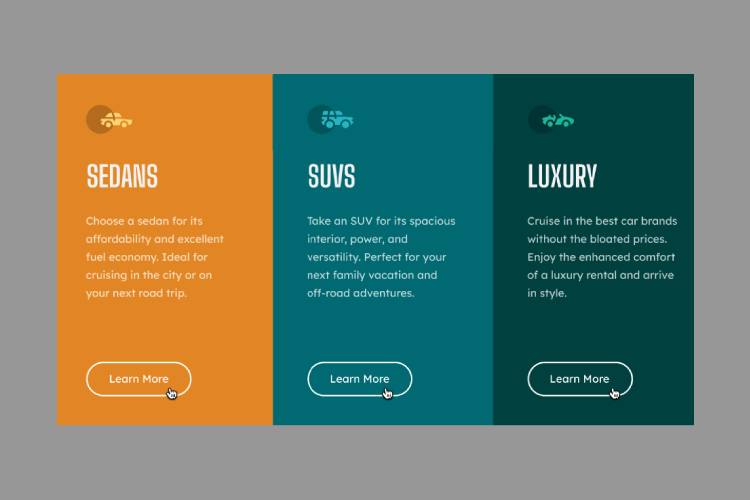 SEDANS
Choose a sedan for its
affordability and excellent
fuel economy. Ideal for
cruising in the city or on
your next road trip.
Learn More
SUVS
Take an SUV for its spacious
interior, power, and
versatility. Perfect for your
next family vacation and
off-road adventures.
Learn More
LUXURY
Cruise in the best car brands
without the bloated prices.
Enjoy the enhanced comfort
of a luxury rental and arrive
in style.
Learn More